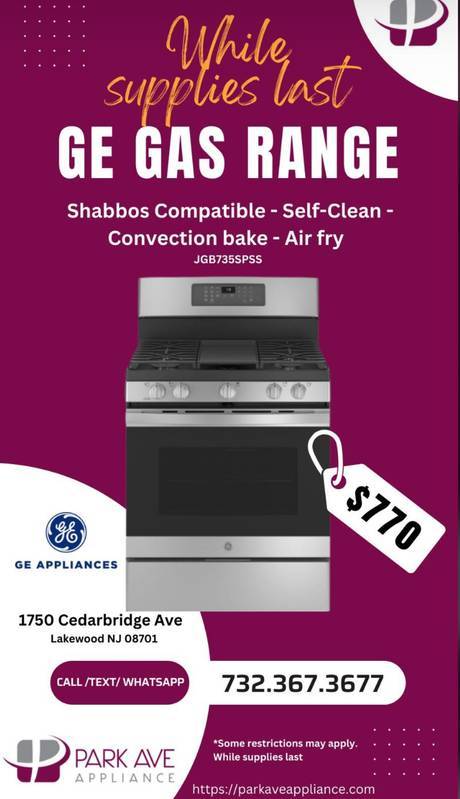 While
supplies last
GE GAS RANGE
Shabbos Compatible - Self-Clean -
Convection bake - Air fry
JGB735SPSS
$770
GE APPLIANCES
1750 Cedarbridge Ave
Lakewood NJ 08701
CALL /TEXT/ WHATSAPP
732.367.3677
PARK AVE
APPLIANCE
*Some restrictions may apply.
While supplies last
https://parkaveappliance.com